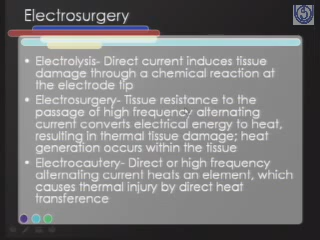 Electrosurgery
• Electrolysis- Direct current induces tissue
damage through a chemical reaction at
the electrode tip
• Electrosurgery- Tissue resistance to the
passage of high frequency alternating
current converts electrical energy to heat,
resulting in thermal tissue damage; heat
generation occurs within the tissue
• Electrocautery- Direct or high frequency
alternating current heats an element, which
causes thermal injury by direct heat
transference